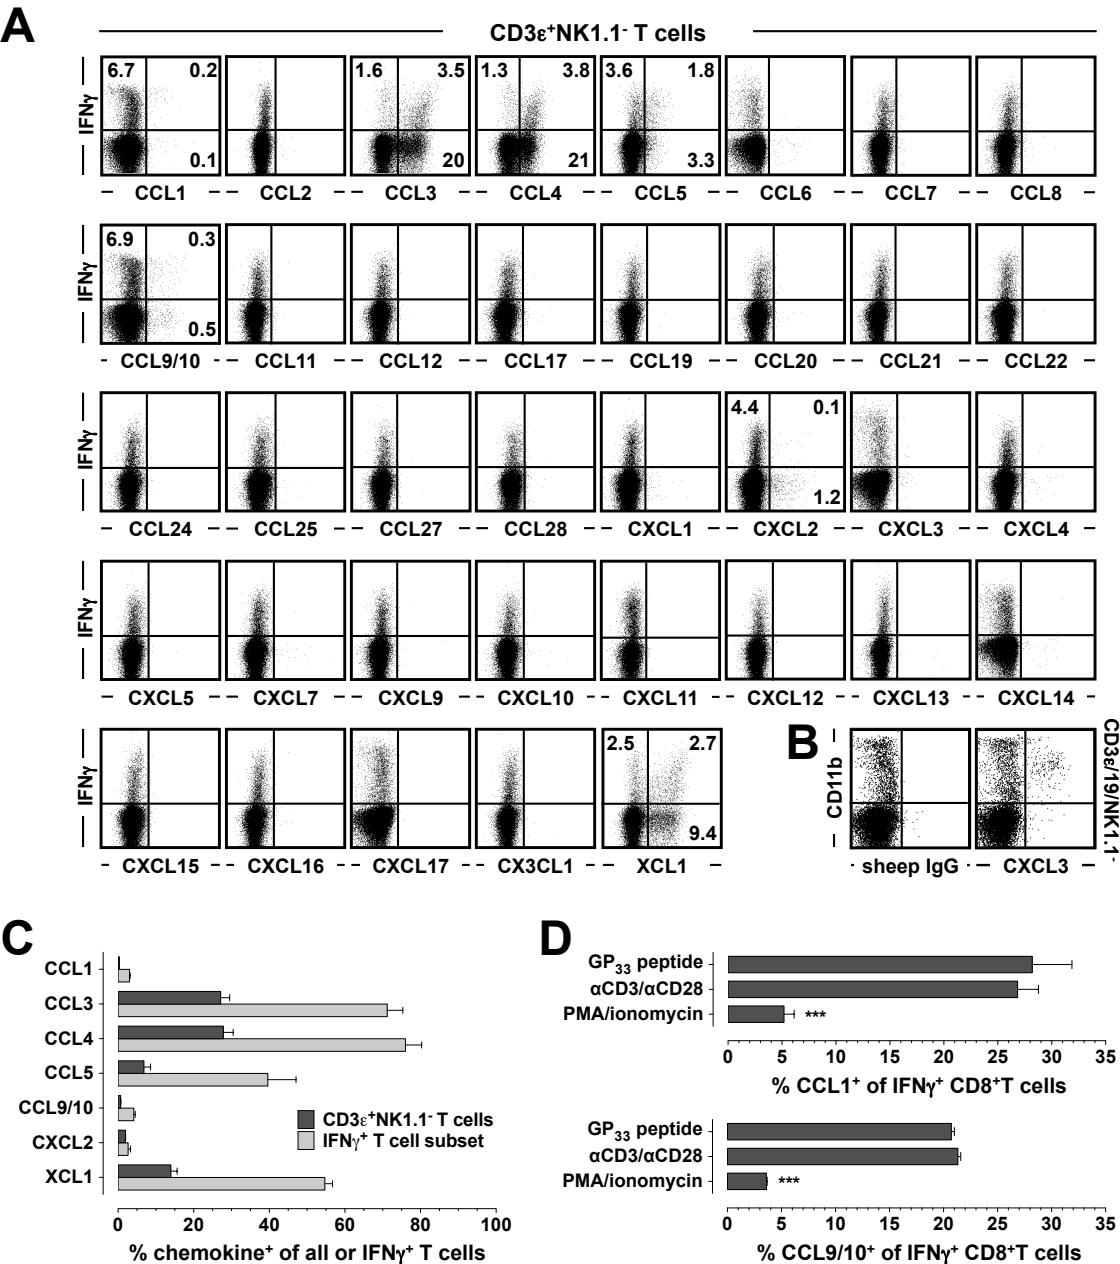 A
CD3ε⁺NK1.1⁻ T cells
6.7 0.2 1.6 3.5 1.3 3.8 3.6 1.8
IFNγ
0.1 20 21 3.3
CCL1 CCL2 CCL3 CCL4 CCL5 CCL6 CCL7 CCL8
6.9 0.3
IFNγ
0.5
CCL9/10 CCL11 CCL12 CCL17 CCL19 CCL20 CCL21 CCL22
4.4 0.1
IFNγ
1.2
CCL24 CCL25 CCL27 CCL28 CXCL1 CXCL2 CXCL3 CXCL4
IFNγ
CXCL5 CXCL7 CXCL9 CXCL10 CXCL11 CXCL12 CXCL13 CXCL14
2.5 2.7
IFNγ
9.4
CXCL15 CXCL16 CXCL17 CX3CL1 XCL1
B
CD11b
CD3ε/19/NK1.1⁻
sheep IgG CXCL3
C
CCL1
CCL3
CCL4
CCL5
CCL9/10
CXCL2
XCL1
CD3ε⁺NK1.1⁻ T cells
IFNγ⁺ T cell subset
0 20 40 60 80 100
% chemokine⁺ of all or IFNγ⁺ T cells
D
GP₃₃ peptide
αCD3/αCD28
PMA/ionomycin ***
0 5 10 15 20 25 30 35
% CCL1⁺ of IFNγ⁺ CD8⁺T cells
GP₃₃ peptide
αCD3/αCD28
PMA/ionomycin ***
0 5 10 15 20 25 30 35
% CCL9/10⁺ of IFNγ⁺ CD8⁺T cells